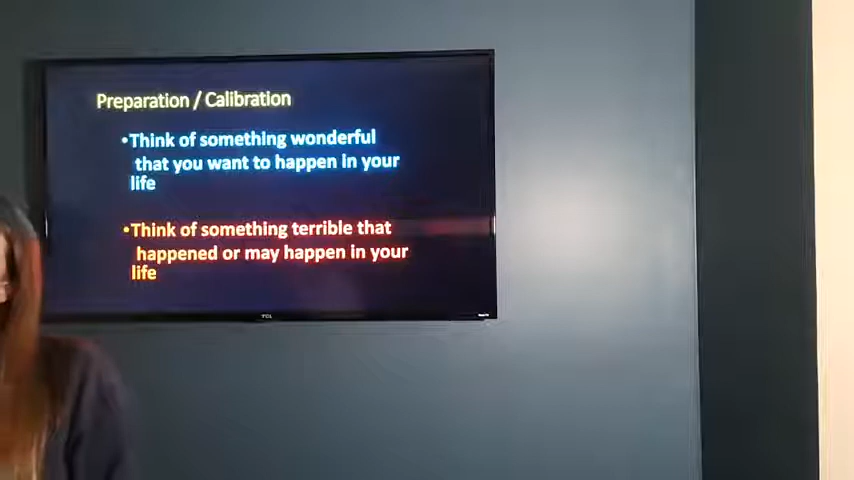 Preparation / Calibration
•Think of something wonderful
that you want to happen in your
life
•Think of something terrible that
happened or may happen in your
life
TCL